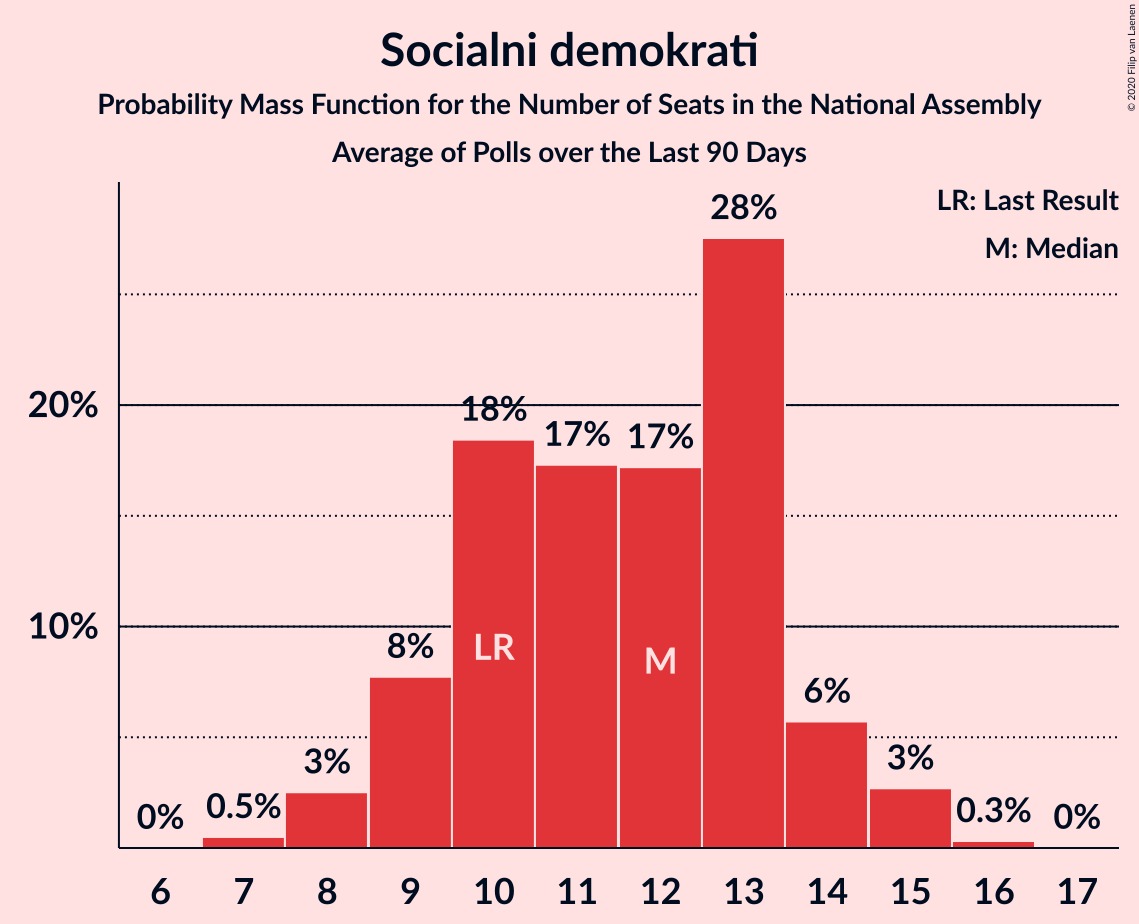 Socialni demokrati
Probability Mass Function for the Number of Seats in the National Assembly
Average of Polls over the Last 90 Days
© 2020 Filip van Laenen
LR: Last Result
M: Median
28%
20%
18%
17%
17%
10%
8%
LR
M
6%
3%
3%
0%
0.5%
0.3%
0%
6 7 8 9 10 11 12 13 14 15 16 17